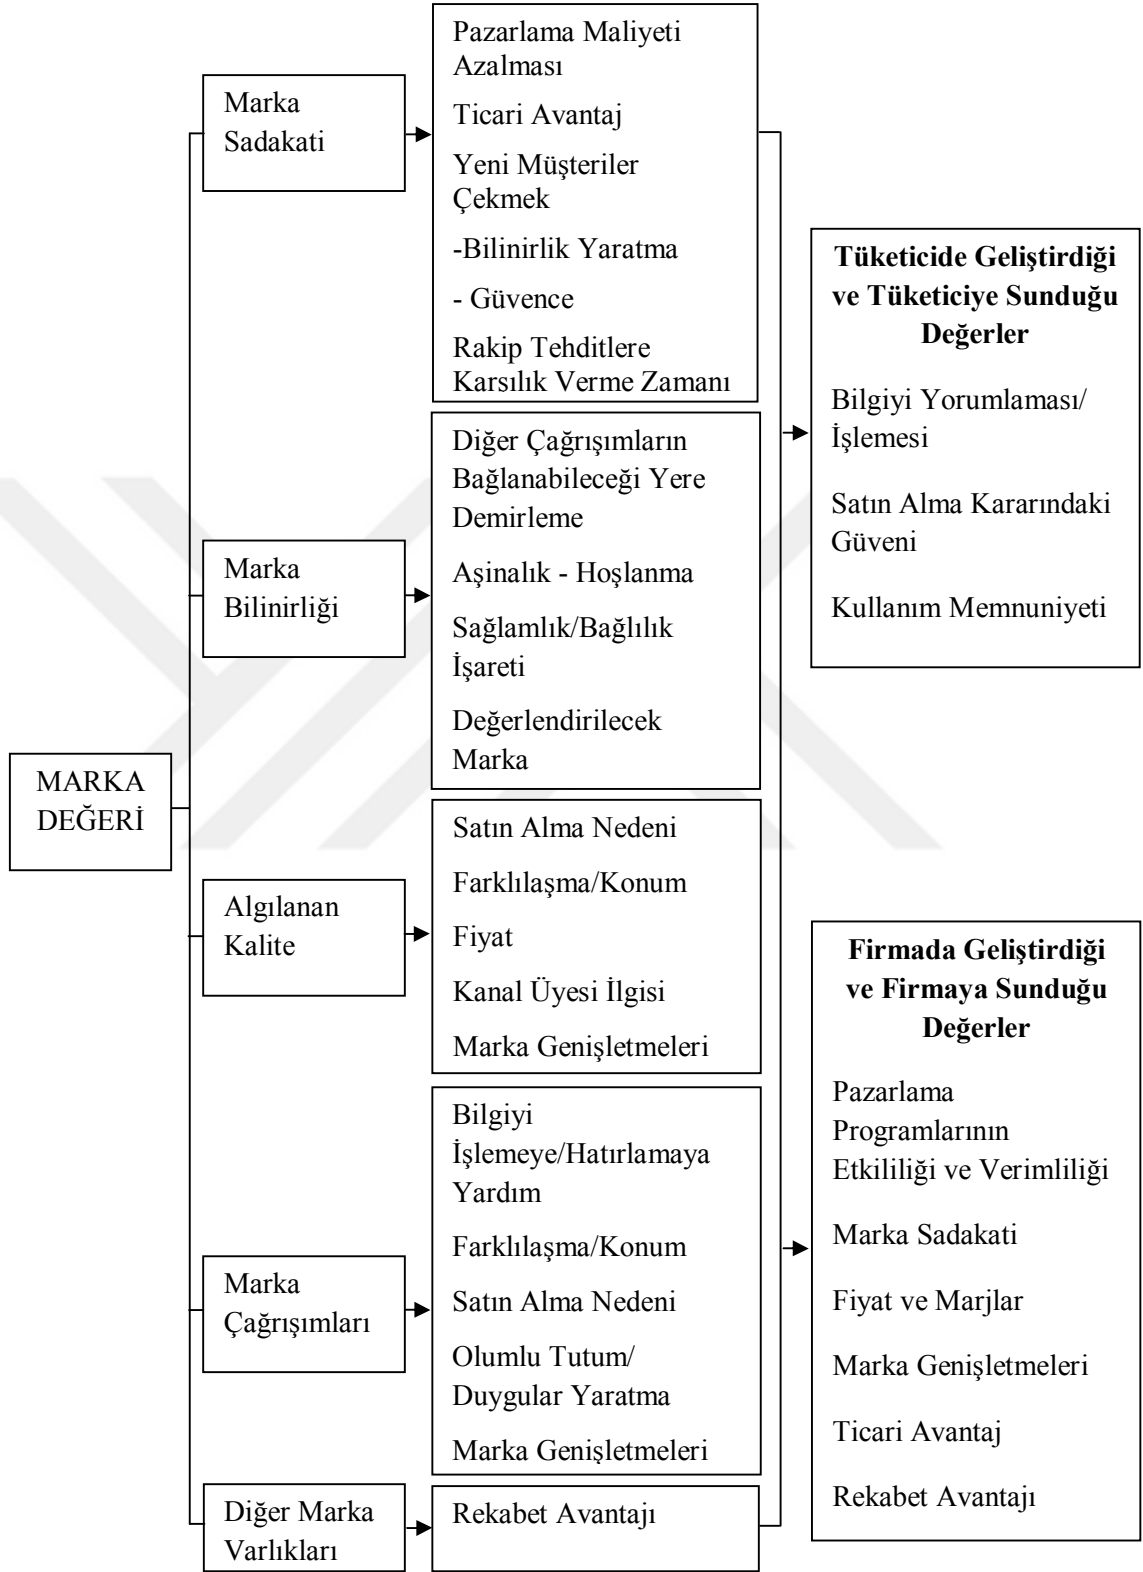 MARKA
DEĞERİ
Marka
Sadakati
Pazarlama Maliyeti
Azalması
Ticari Avantaj
Yeni Müşteriler
Çekmek
-Bilinirlik Yaratma
- Güvence
Rakip Tehditlere
Karsılık Verme Zamanı
Marka
Bilinirliği
Diğer Çağrışımların
Bağlanabileceği Yere
Demirleme
Aşinalık - Hoşlanma
Sağlamlık/Bağlılık
İşareti
Değerlendirilecek
Marka
Algılanan
Kalite
Satın Alma Nedeni
Farklılaşma/Konum
Fiyat
Kanal Üyesi İlgisi
Marka Genişletmeleri
Marka
Çağrışımları
Bilgiyi
İşlemeye/Hatırlamaya
Yardım
Farklılaşma/Konum
Satın Alma Nedeni
Olumlu Tutum/
Duygular Yaratma
Marka Genişletmeleri
Diğer Marka
Varlıkları
Rekabet Avantajı
Tüketicide Geliştirdiği
ve Tüketiciye Sunduğu
Değerler
Bilgiyi Yorumlaması/
İşlemesi
Satın Alma Kararındaki
Güveni
Kullanım Memnuniyeti
Firmada Geliştirdiği
ve Firmaya Sunduğu
Değerler
Pazarlama
Programlarının
Etkililiği ve Verimliliği
Marka Sadakati
Fiyat ve Marjlar
Marka Genişletmeleri
Ticari Avantaj
Rekabet Avantajı